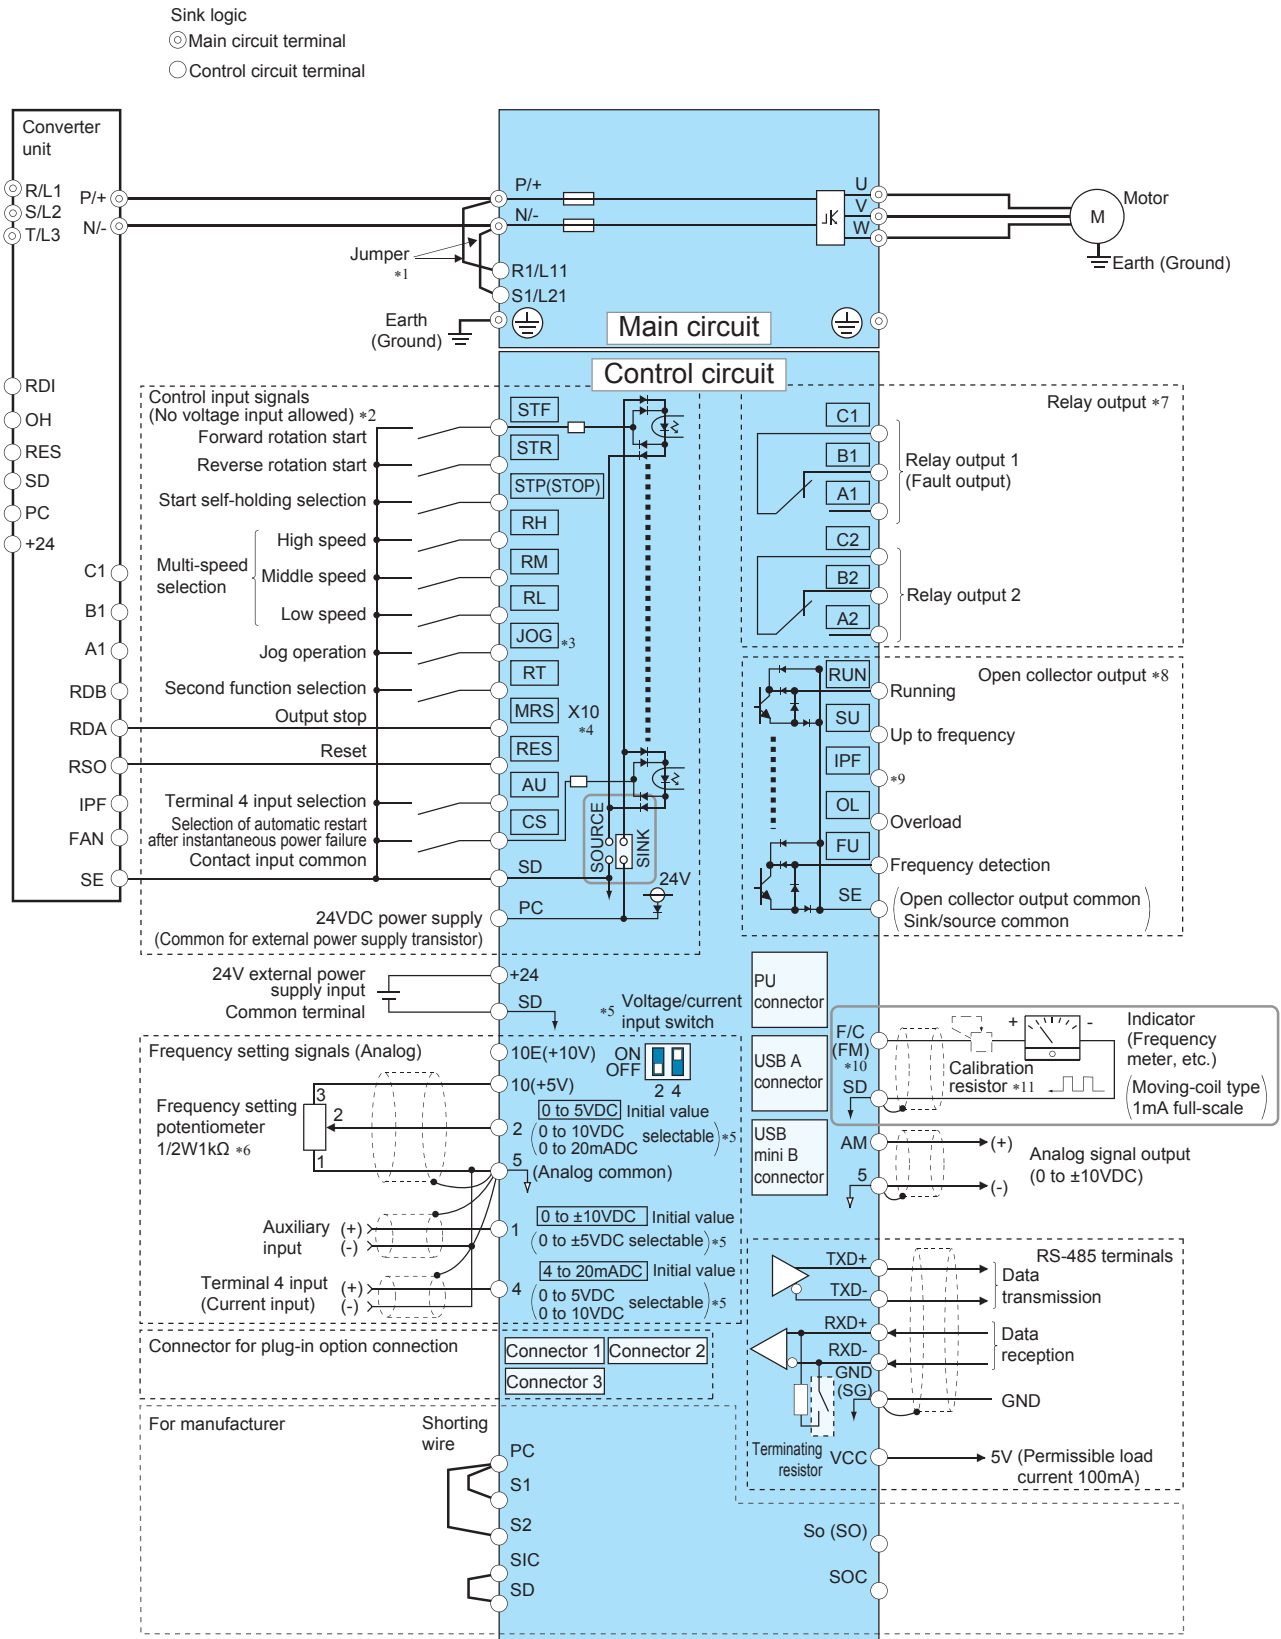 Sink logic
Main circuit terminal
Control circuit terminal
Converter
unit
R/L1
S/L2
T/L3
P/+
N/-
RDI
OH
RES
SD
PC
+24
C1
B1
A1
RDB
RDA
RSO
IPF
FAN
SE
Jumper
*1
P/+
N/-
R1/L11
S1/L21
Earth
(Ground)
U
V
W
M
Motor
Earth (Ground)
Main circuit
Control circuit
Control input signals
(No voltage input allowed) *2
Forward rotation start
Reverse rotation start
Start self-holding selection
Multi-speed
selection
High speed
Middle speed
Low speed
Jog operation
Second function selection
Output stop
Reset
Terminal 4 input selection
Selection of automatic restart
after instantaneous power failure
Contact input common
24VDC power supply
(Common for external power supply transistor)
STF
STR
STP(STOP)
RH
RM
RL
JOG *3
RT
MRS X10
*4
RES
AU
CS
SD
PC
SOURCE
SINK
24V
Relay output *7
C1
B1
A1
Relay output 1
(Fault output)
C2
B2
A2
Relay output 2
Open collector output *8
RUN
Running
SU
Up to frequency
IPF
*9
OL
Overload
FU
Frequency detection
SE
(Open collector output common
Sink/source common)
24V external power
supply input
Common terminal
+24
SD
*5 Voltage/current
input switch
PU
connector
USB A
connector
USB
mini B
connector
F/C
(FM)
*10
SD
+
-
Calibration
resistor *11
Indicator
(Frequency
meter, etc.)
(Moving-coil type
1mA full-scale)
AM
5
(+)
(-)
Analog signal output
(0 to ±10VDC)
Frequency setting signals (Analog)
Frequency setting
potentiometer
1/2W1kΩ *6
3
2
1
10E(+10V)
ON
OFF
2 4
10(+5V)
2
0 to 5VDC Initial value
(0 to 10VDC
0 to 20mADC selectable) *5
5
(Analog common)
Auxiliary
input
(+)
(-)
1
0 to ±10VDC Initial value
(0 to ±5VDC selectable) *5
Terminal 4 input
(Current input)
(+)
(-)
4
4 to 20mADC Initial value
(0 to 5VDC
0 to 10VDC selectable) *5
RS-485 terminals
TXD+
TXD-
Data
transmission
RXD+
RXD-
Data
reception
GND
(SG)
GND
Terminating
resistor
VCC
5V (Permissible load
current 100mA)
Connector for plug-in option connection
Connector 1 Connector 2
Connector 3
For manufacturer
Shorting
wire
PC
S1
S2
SIC
SD
So (SO)
SOC